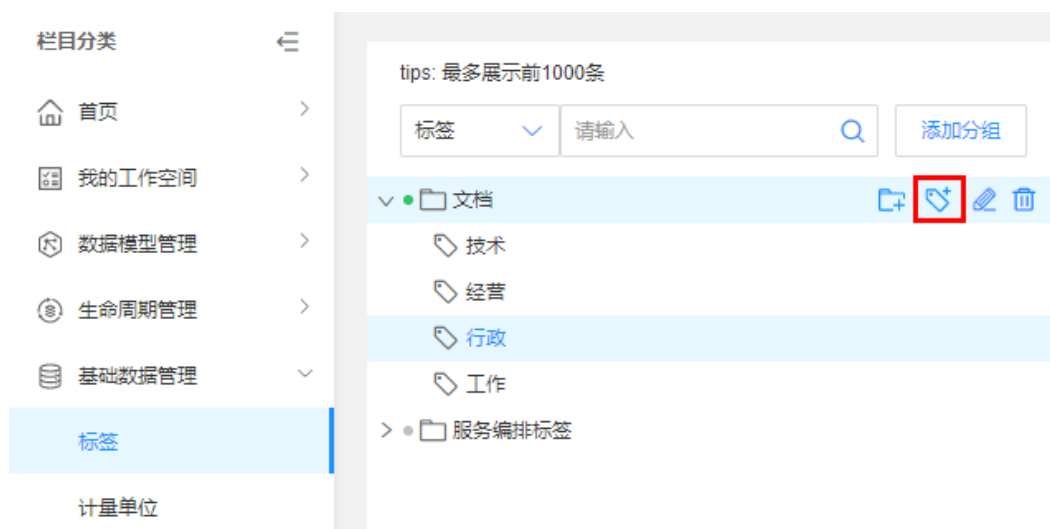 栏目分类
首页
我的工作空间
数据模型管理
生命周期管理
基础数据管理
标签
计量单位
tips: 最多展示前1000条
标签 请输入 添加分组
文档
技术
经营
行政
工作
服务编排标签